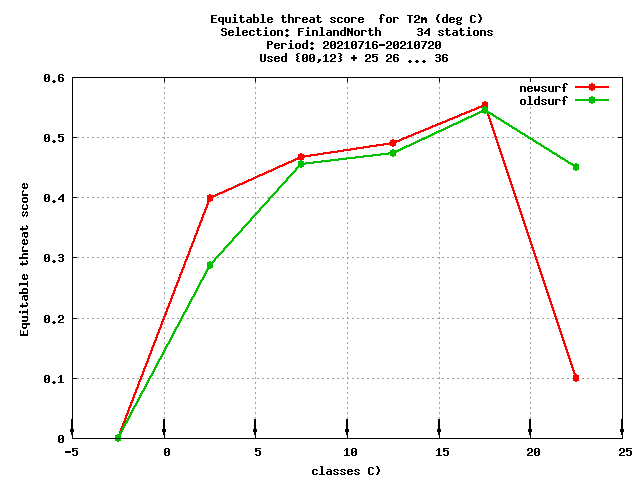 Equitable threat score for T2m (deg C)
Selection: FinlandNorth 34 stations
Period: 20210716-20210720
Used {00,12} + 25 26 ... 36
newsurf
oldsurf
Equitable threat score
0.6
0.5
0.4
0.3
0.2
0.1
0
-5 0 5 10 15 20 25
classes C)